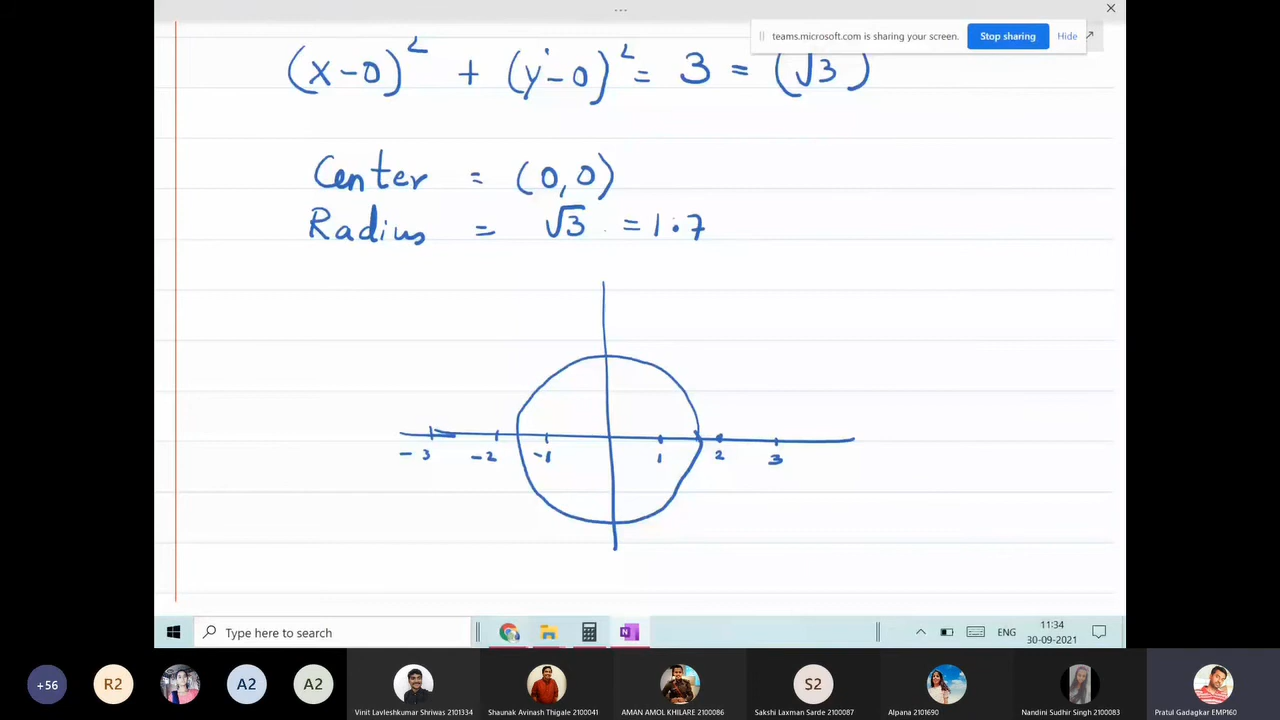 teams.microsoft.com is sharing your screen. Stop sharing Hide
(x-0)² + (y-0)² = 3 = (√3)
Center = (0,0)
Radius = √3 = 1.7
-3 -2 -1 1 2 3
Type here to search
ENG
11:34
30-09-2021
+56 R2 A2 A2 S2
Vinit Lavleshkumar Shriwas 2101334 Shaunak Avinash Thigale 2100041 AMAN AMOL KHILARE 2100086 Sakshi Laxman Sarde 2100087 Alpana 2101690 Nandini Sudhir Singh 2100083 Pratul Gadagkar EMP160